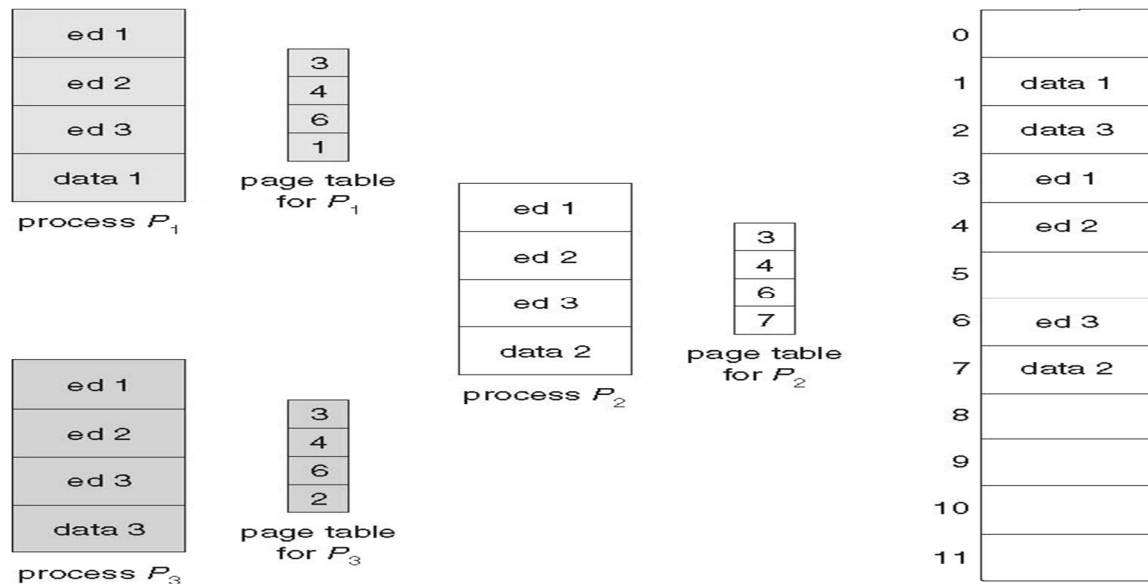 ed 1
ed 2
ed 3
data 1
process P1
3
4
6
1
page table
for P1
ed 1
ed 2
ed 3
data 2
process P2
3
4
6
7
page table
for P2
ed 1
ed 2
ed 3
data 3
process P3
3
4
6
2
page table
for P3
0
1 data 1
2 data 3
3 ed 1
4 ed 2
5
6 ed 3
7 data 2
8
9
10
11